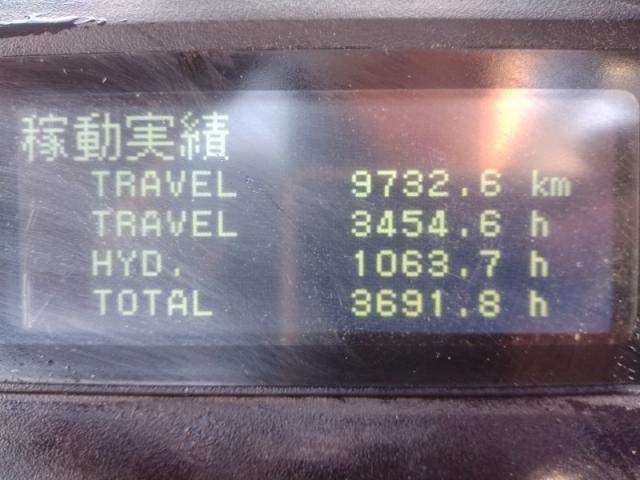 稼動実績
TRAVEL 9732.6 km
TRAVEL 3454.6 h
HYD. 1063.7 h
TOTAL 3691.8 h